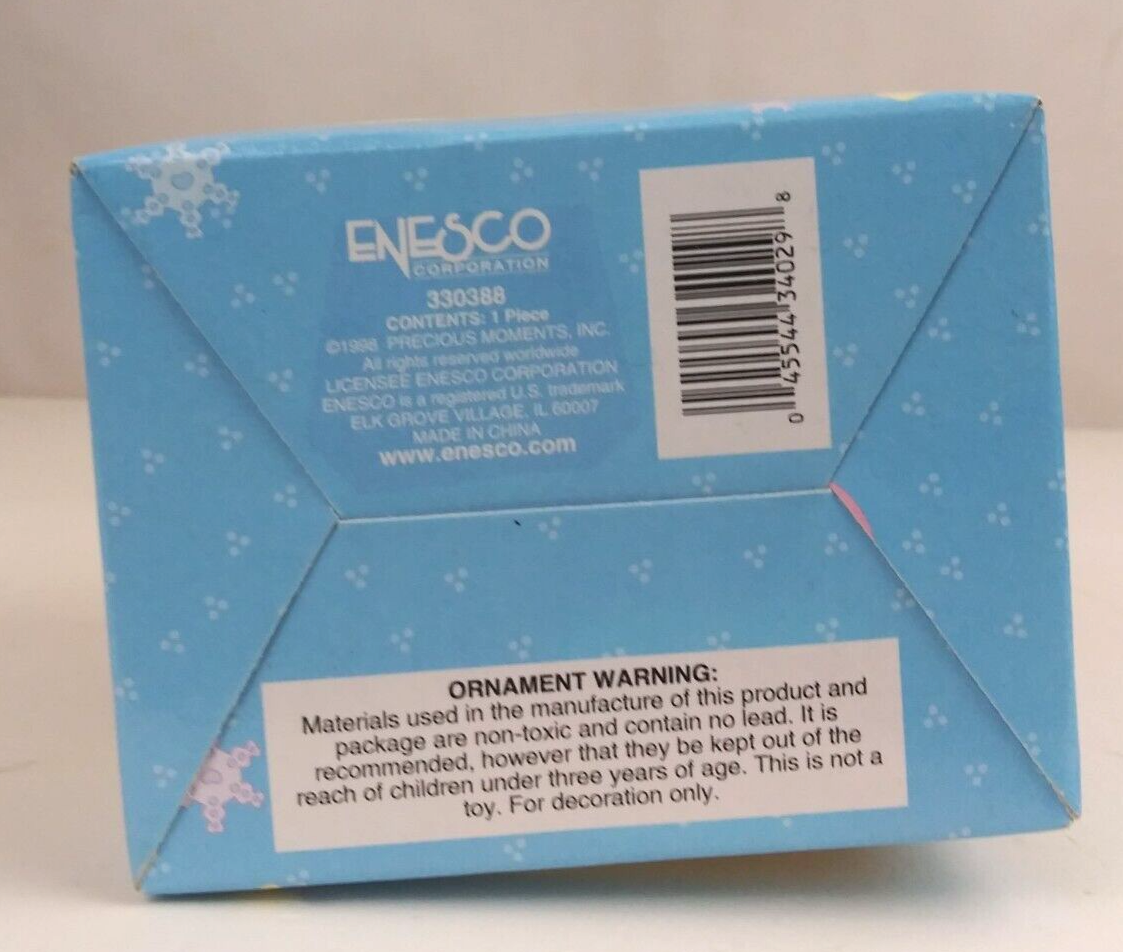 ENESCO
CORPORATION
330388
CONTENTS: 1 Piece
©1998 PRECIOUS MOMENTS, INC.
All rights reserved worldwide
LICENSEE ENESCO CORPORATION
ENESCO is a registered U.S. trademark
ELK GROVE VILLAGE, IL 60007
MADE IN CHINA
www.enesco.com
0 45544 34029 8
ORNAMENT WARNING:
Materials used in the manufacture of this product and
package are non-toxic and contain no lead. It is
recommended, however that they be kept out of the
reach of children under three years of age. This is not a
toy. For decoration only.